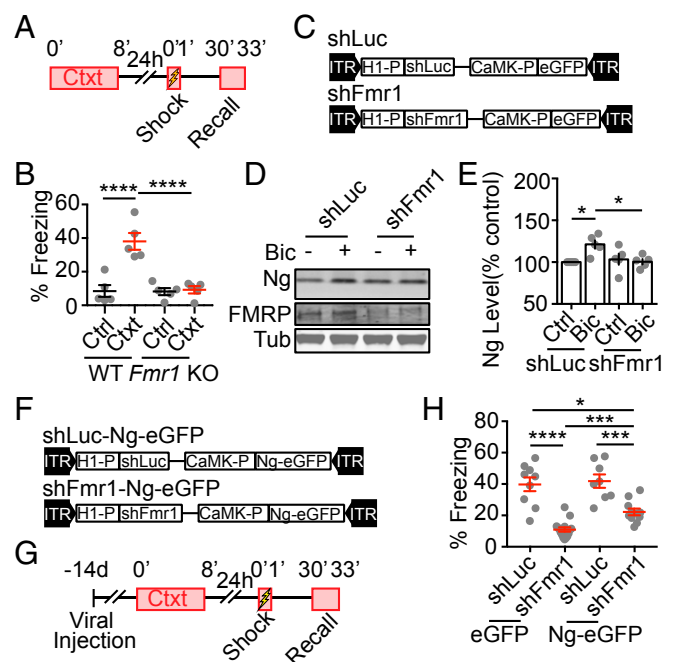 A
0' 8' 24h 0'1' 30' 33'
Ctxt
Shock
Recall
B
% Freezing
60
40
20
0
**** ****
Ctrl Ctxt Ctrl Ctxt
WT Fmr1 KO
C
shLuc
ITR H1-P shLuc CaMK-P eGFP ITR
shFmr1
ITR H1-P shFmr1 CaMK-P eGFP ITR
D
shLuc shFmr1
Bic - + - +
Ng
FMRP
Tub
E
Ng Level(% control)
200
150
100
50
* *
Ctrl Bic Ctrl Bic
shLuc shFmr1
F
shLuc-Ng-eGFP
ITR H1-P shLuc CaMK-P Ng-eGFP ITR
shFmr1-Ng-eGFP
ITR H1-P shFmr1 CaMK-P Ng-eGFP ITR
G
-14d 0' 8' 24h 0'1' 30' 33'
Ctxt
Viral
Injection
Shock
Recall
H
% Freezing
80
60
40
20
0
*
***
**** ***
shLuc shFmr1 shLuc shFmr1
eGFP Ng-eGFP